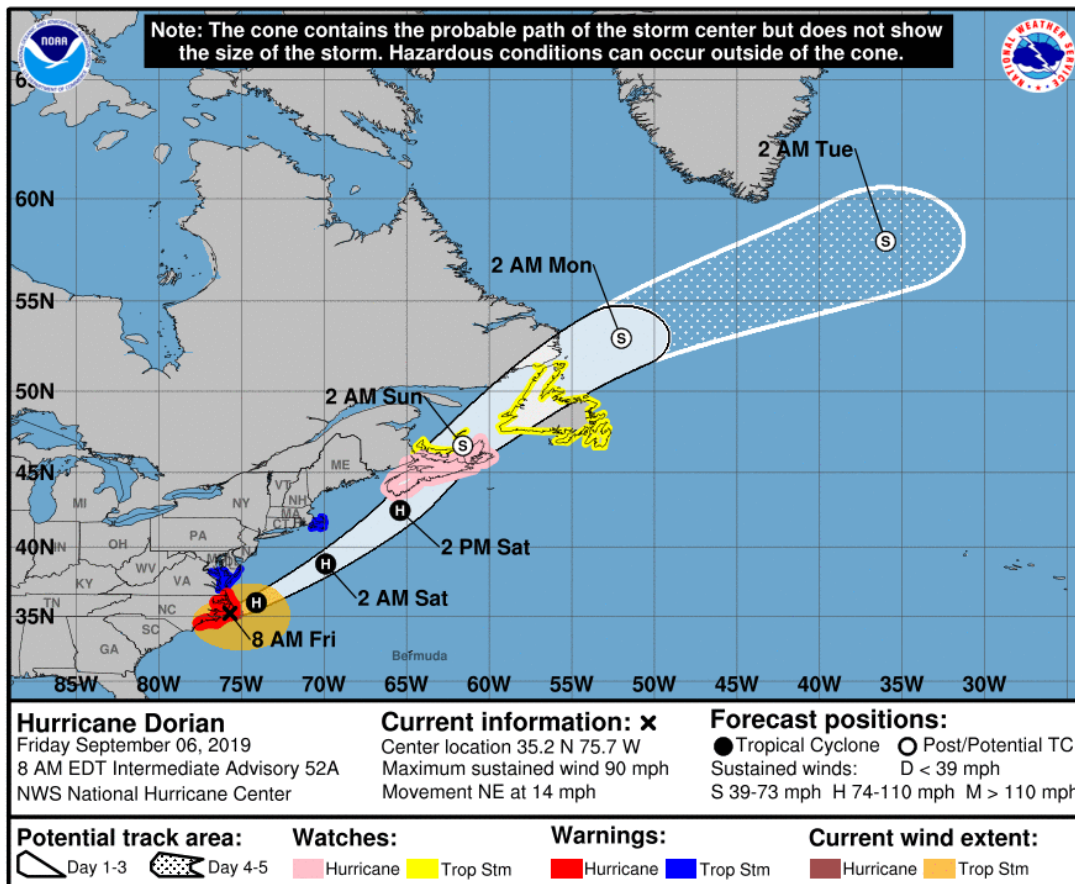 Note: The cone contains the probable path of the storm center but does not show
the size of the storm. Hazardous conditions can occur outside of the cone.
NOAA
NATIONAL WEATHER SERVICE
2 AM Tue
60N
2 AM Mon
55N
50N
2 AM Sun
45N
ME
VT
NH
MI
NY
MA
CT
2 PM Sat
40N
PA
IN
OH
WV
KY
VA
2 AM Sat
TN
NC
35N
SC
8 AM Fri
GA
Bermuda
85W 80W 75W 70W 65W 60W 55W 50W 45W 40W 35W 30W
S
S
S
H
H
H
Hurricane Dorian
Friday September 06, 2019
8 AM EDT Intermediate Advisory 52A
NWS National Hurricane Center
Current information: ×
Center location 35.2 N 75.7 W
Maximum sustained wind 90 mph
Movement NE at 14 mph
Forecast positions:
Tropical Cyclone Post/Potential TC
Sustained winds: D < 39 mph
S 39-73 mph H 74-110 mph M > 110 mph
Potential track area:
Day 1-3 Day 4-5
Watches:
Hurricane Trop Stm
Warnings:
Hurricane Trop Stm
Current wind extent:
Hurricane Trop Stm